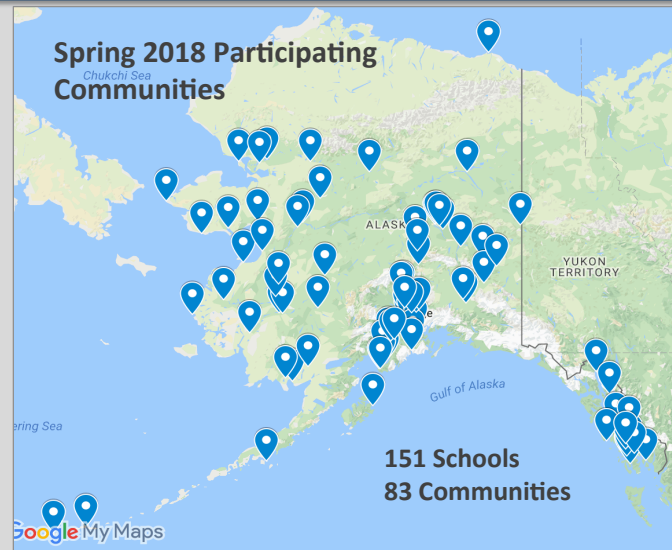 Spring 2018 Participating
Communities
Chukchi Sea
ALASK
YUKON
TERRITORY
e
Gulf of Alaska
ering Sea
151 Schools
83 Communities
Google My Maps